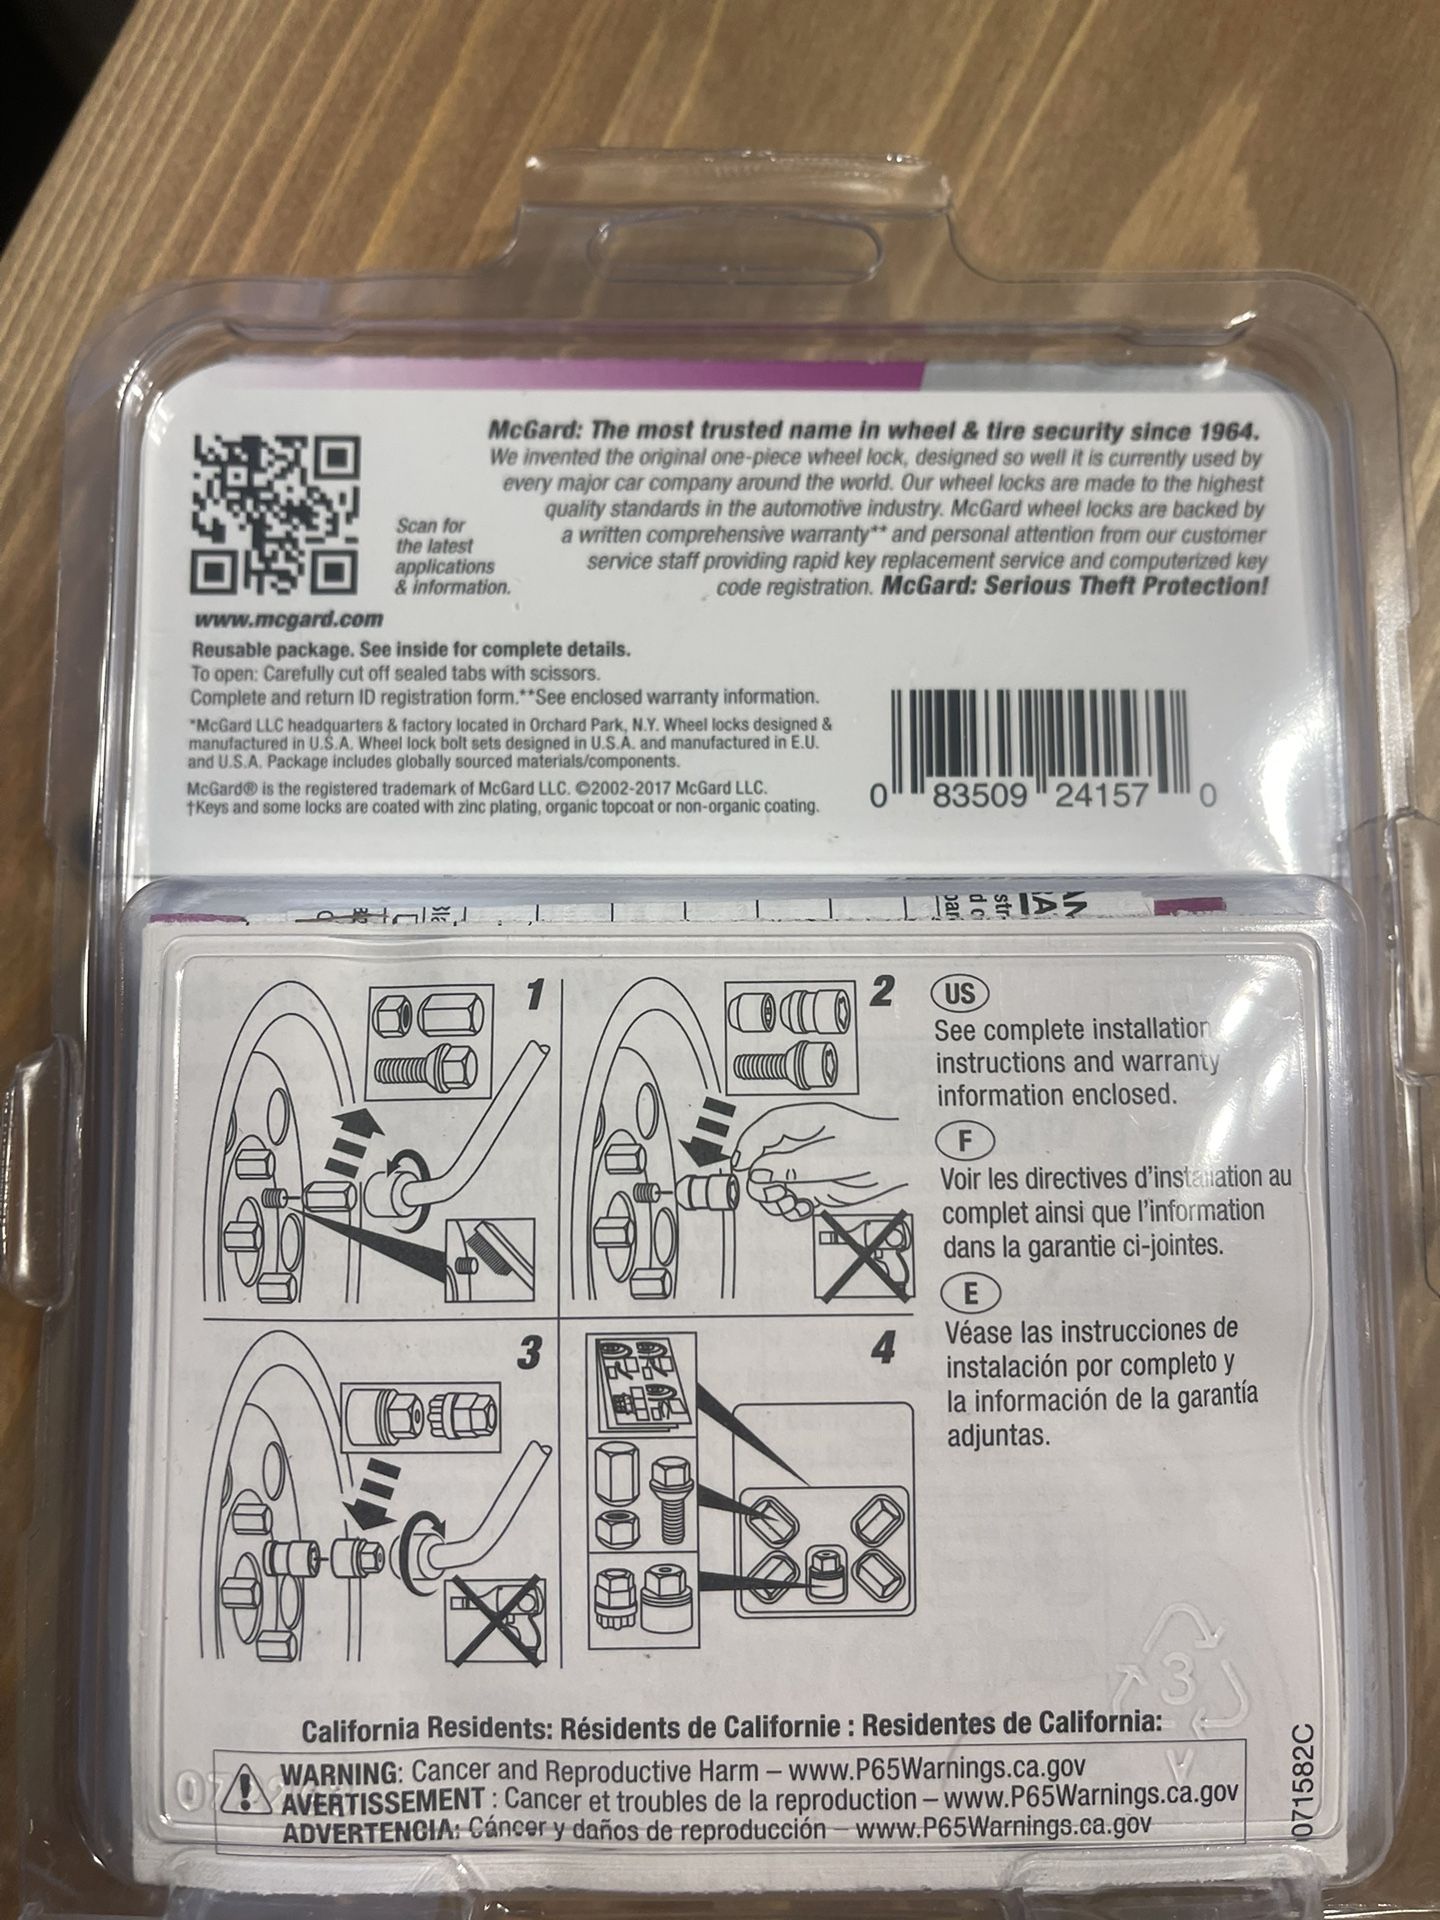 McGard: The most trusted name in wheel & tire security since 1964.
We invented the original one-piece wheel lock, designed so well it is currently used by
every major car company around the world. Our wheel locks are made to the highest
quality standards in the automotive industry. McGard wheel locks are backed by
a written comprehensive warranty** and personal attention from our customer
service staff providing rapid key replacement service and computerized key
code registration. McGard: Serious Theft Protection!
Scan for
the latest
applications
& information.
www.mcgard.com
Reusable package. See inside for complete details.
To open: Carefully cut off sealed tabs with scissors.
Complete and return ID registration form.**See enclosed warranty information.
*McGard LLC headquarters & factory located in Orchard Park, N.Y. Wheel locks designed &
manufactured in U.S.A. Wheel lock bolt sets designed in U.S.A. and manufactured in E.U.
and U.S.A. Package includes globally sourced materials/components.
McGard® is the registered trademark of McGard LLC. ©2002-2017 McGard LLC.
†Keys and some locks are coated with zinc plating, organic topcoat or non-organic coating.
0 83509 24157 0
1
2
3
4
US
See complete installation
instructions and warranty
information enclosed.
F
Voir les directives d'installation au
complet ainsi que l'information
dans la garantie ci-jointes.
E
Véase las instrucciones de
instalación por completo y
la información de la garantía
adjuntas.
3
V
California Residents: Résidents de Californie : Residentes de California:
WARNING: Cancer and Reproductive Harm – www.P65Warnings.ca.gov
AVERTISSEMENT : Cancer et troubles de la reproduction – www.P65Warnings.ca.gov
ADVERTENCIA: Cáncer y daños de reproducción – www.P65Warnings.ca.gov
071582C